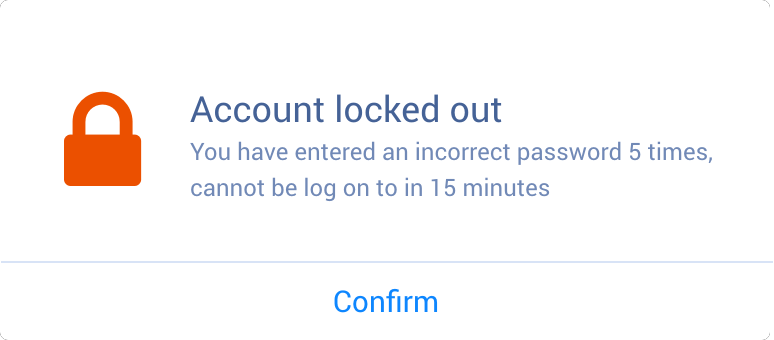 Account locked out
You have entered an incorrect password 5 times,
cannot be log on to in 15 minutes
Confirm